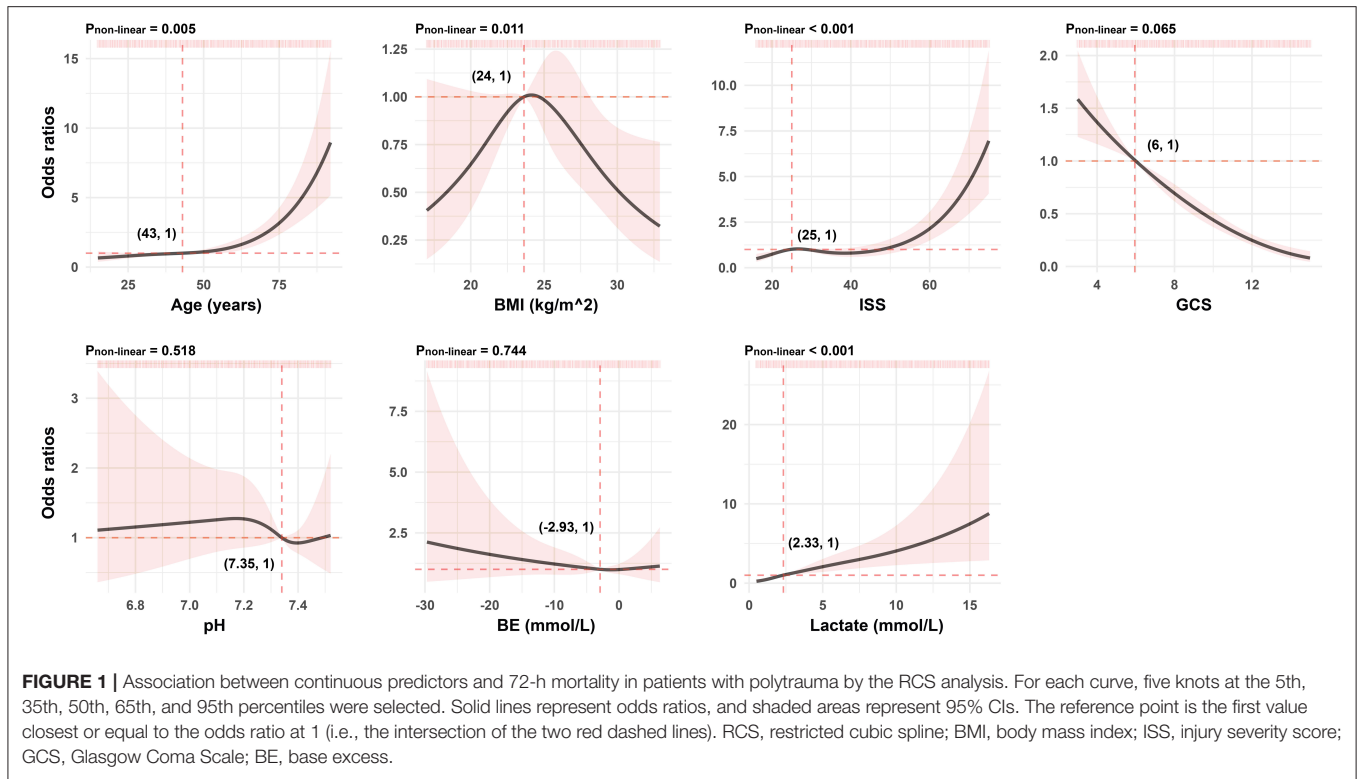 Pnon-linear = 0.005
Odds ratios
15
10
5
0
(43, 1)
25
50
75
Age (years)
Pnon-linear = 0.011
1.25
1.00
0.75
0.50
0.25
(24, 1)
20
25
30
BMI (kg/m^2)
Pnon-linear < 0.001
10.0
7.5
5.0
2.5
0.0
(25, 1)
20
40
60
ISS
Pnon-linear = 0.065
2.0
1.5
1.0
0.5
0.0
(6, 1)
4
8
12
GCS
Pnon-linear = 0.518
Odds ratios
3
2
1
(7.35, 1)
6.8
7.0
7.2
7.4
pH
Pnon-linear = 0.744
7.5
5.0
2.5
(-2.93, 1)
-30
-20
-10
0
BE (mmol/L)
Pnon-linear < 0.001
20
10
0
(2.33, 1)
0
5
10
15
Lactate (mmol/L)
FIGURE 1 | Association between continuous predictors and 72-h mortality in patients with polytrauma by the RCS analysis. For each curve, five knots at the 5th,
35th, 50th, 65th, and 95th percentiles were selected. Solid lines represent odds ratios, and shaded areas represent 95% CIs. The reference point is the first value
closest or equal to the odds ratio at 1 (i.e., the intersection of the two red dashed lines). RCS, restricted cubic spline; BMI, body mass index; ISS, injury severity score;
GCS, Glasgow Coma Scale; BE, base excess.